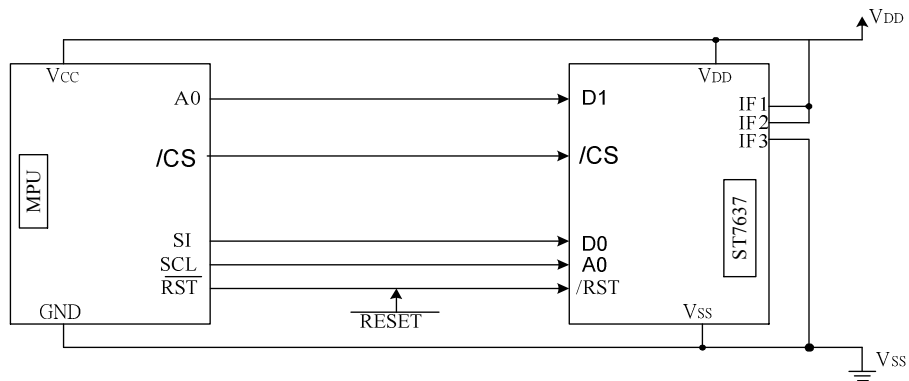 VDD
VCC
VDD
A0
D1
IF1
IF2
IF3
/CS
/CS
MPU
ST7637
SI
D0
SCL
A0
RST
/RST
GND
RESET
VSS
VSS